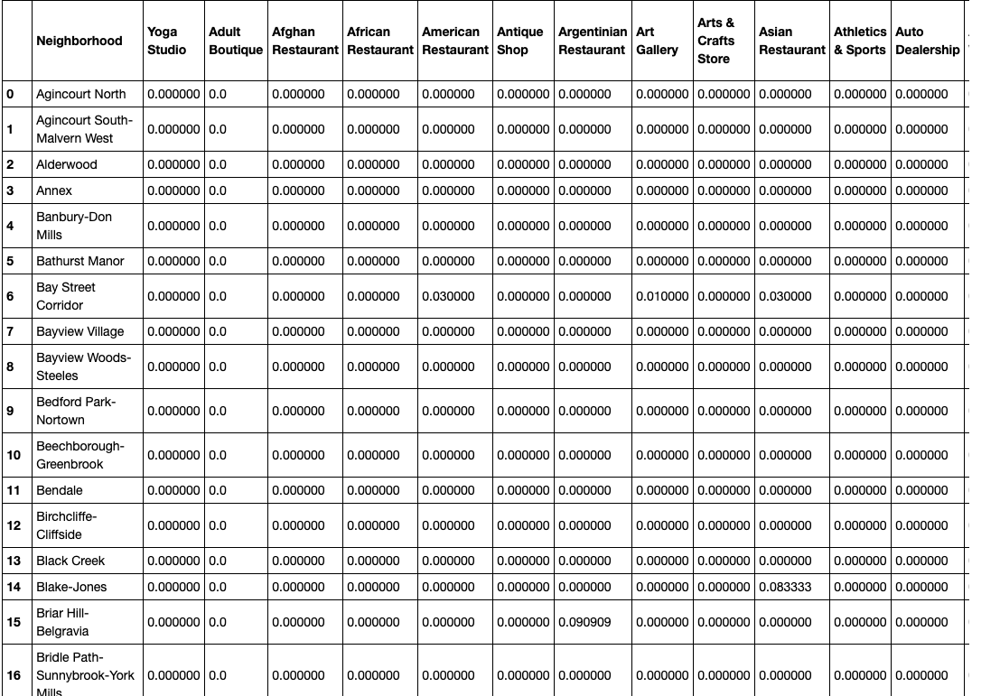 Neighborhood Yoga Studio Adult Boutique Afghan Restaurant African Restaurant American Restaurant Antique Shop Argentinian Restaurant Art Gallery Arts & Crafts Store Asian Restaurant Athletics & Sports Auto Dealership
0 Agincourt North 0.000000 0.0 0.000000 0.000000 0.000000 0.000000 0.000000 0.000000 0.000000 0.000000 0.000000 0.000000
1 Agincourt South-Malvern West 0.000000 0.0 0.000000 0.000000 0.000000 0.000000 0.000000 0.000000 0.000000 0.000000 0.000000 0.000000
2 Alderwood 0.000000 0.0 0.000000 0.000000 0.000000 0.000000 0.000000 0.000000 0.000000 0.000000 0.000000 0.000000
3 Annex 0.000000 0.0 0.000000 0.000000 0.000000 0.000000 0.000000 0.000000 0.000000 0.000000 0.000000 0.000000
4 Banbury-Don Mills 0.000000 0.0 0.000000 0.000000 0.000000 0.000000 0.000000 0.000000 0.000000 0.000000 0.000000 0.000000
5 Bathurst Manor 0.000000 0.0 0.000000 0.000000 0.000000 0.000000 0.000000 0.000000 0.000000 0.000000 0.000000 0.000000
6 Bay Street Corridor 0.000000 0.0 0.000000 0.000000 0.030000 0.000000 0.000000 0.010000 0.000000 0.030000 0.000000 0.000000
7 Bayview Village 0.000000 0.0 0.000000 0.000000 0.000000 0.000000 0.000000 0.000000 0.000000 0.000000 0.000000 0.000000
8 Bayview Woods-Steeles 0.000000 0.0 0.000000 0.000000 0.000000 0.000000 0.000000 0.000000 0.000000 0.000000 0.000000 0.000000
9 Bedford Park-Nortown 0.000000 0.0 0.000000 0.000000 0.000000 0.000000 0.000000 0.000000 0.000000 0.000000 0.000000 0.000000
10 Beechborough-Greenbrook 0.000000 0.0 0.000000 0.000000 0.000000 0.000000 0.000000 0.000000 0.000000 0.000000 0.000000 0.000000
11 Bendale 0.000000 0.0 0.000000 0.000000 0.000000 0.000000 0.000000 0.000000 0.000000 0.000000 0.000000 0.000000
12 Birchcliffe-Cliffside 0.000000 0.0 0.000000 0.000000 0.000000 0.000000 0.000000 0.000000 0.000000 0.000000 0.000000 0.000000
13 Black Creek 0.000000 0.0 0.000000 0.000000 0.000000 0.000000 0.000000 0.000000 0.000000 0.000000 0.000000 0.000000
14 Blake-Jones 0.000000 0.0 0.000000 0.000000 0.000000 0.000000 0.000000 0.000000 0.000000 0.083333 0.000000 0.000000
15 Briar Hill-Belgravia 0.000000 0.0 0.000000 0.000000 0.000000 0.000000 0.090909 0.000000 0.000000 0.000000 0.000000 0.000000
16 Bridle Path-Sunnybrook-York Mills 0.000000 0.0 0.000000 0.000000 0.000000 0.000000 0.000000 0.000000 0.000000 0.000000 0.000000 0.000000